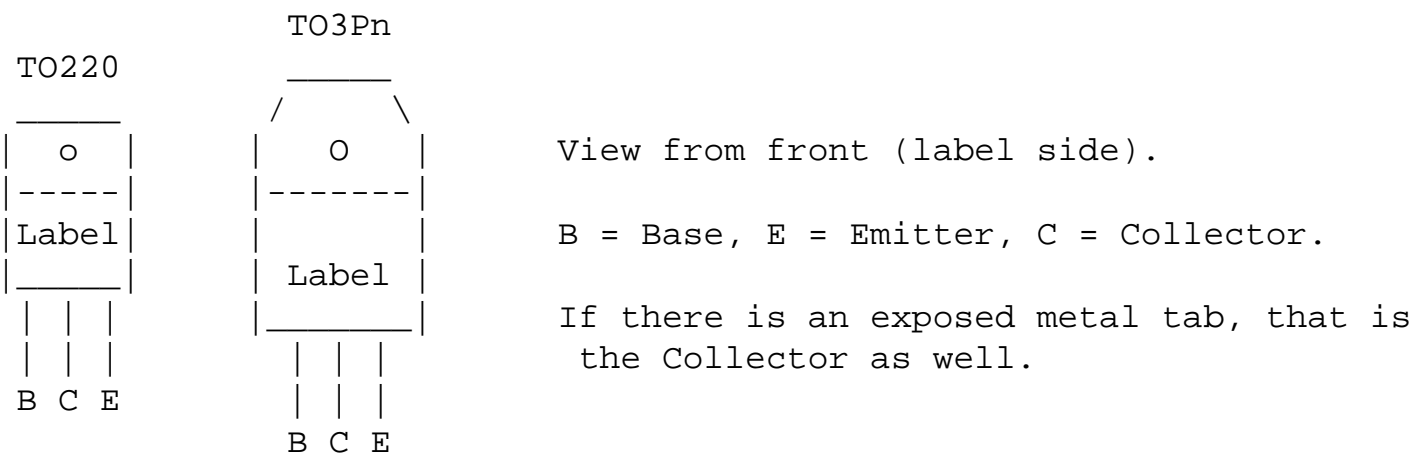 TO3Pn
TO220
o
O
View from front (label side).
Label
B = Base, E = Emitter, C = Collector.
Label
If there is an exposed metal tab, that is
the Collector as well.
B C E
B C E